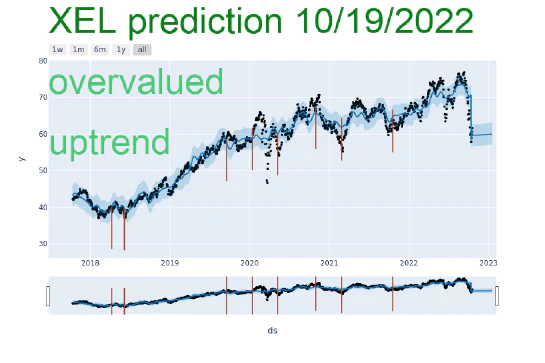 XEL prediction 10/19/2022
1w 1m 6m 1y all
80
overvalued
70
uptrend
60
50
y
40
30
2018 2019 2020 2021 2022 2023
ds